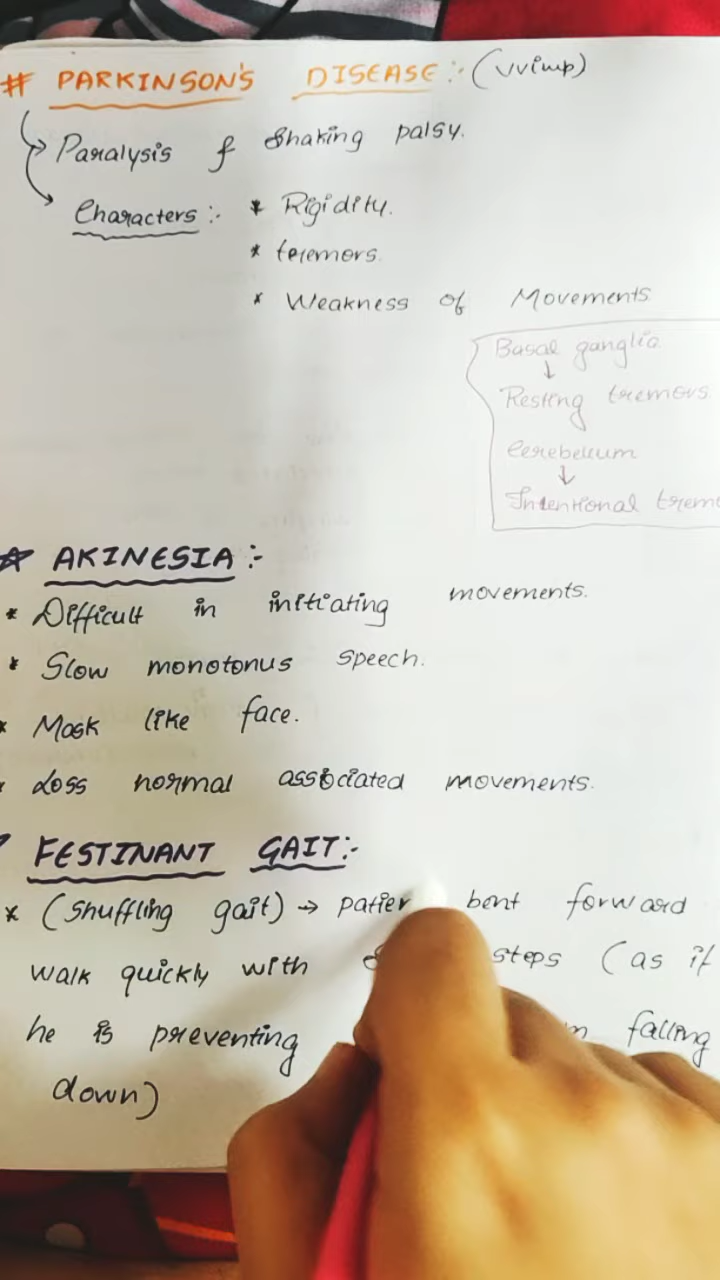 # PARKINSON'S DISEASE :- (vvimp)
→ Paralysis & Shaking palsy.
→ Characters :- * Rigidity.
* tremors.
* Weakness of Movements
Basal ganglia
↓
Resting tremors.
Cerebellum
↓
Intentional
☆ AKINESIA :-
* Difficult in initiating movements.
* Slow monotonus speech.
* Mask like face.
* Loss normal associated movements.
FESTINANT GAIT :-
* (Shuffling gait) → bent forward
walk quickly with steps (as if
he is preventing falling
down)